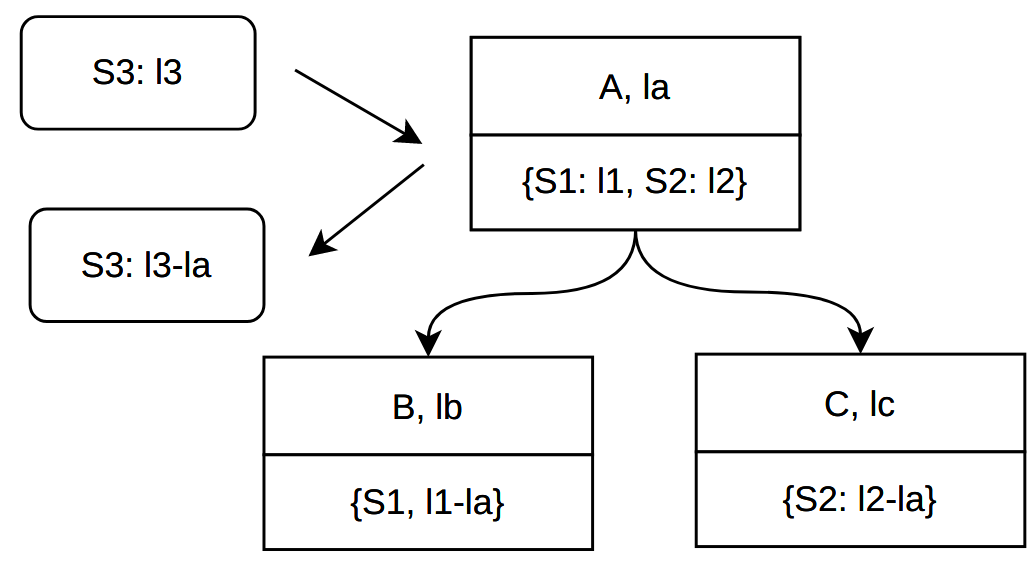 S3: l3
A, la
{S1: l1, S2: l2}
S3: l3-la
B, lb
{S1, l1-la}
C, lc
{S2: l2-la}